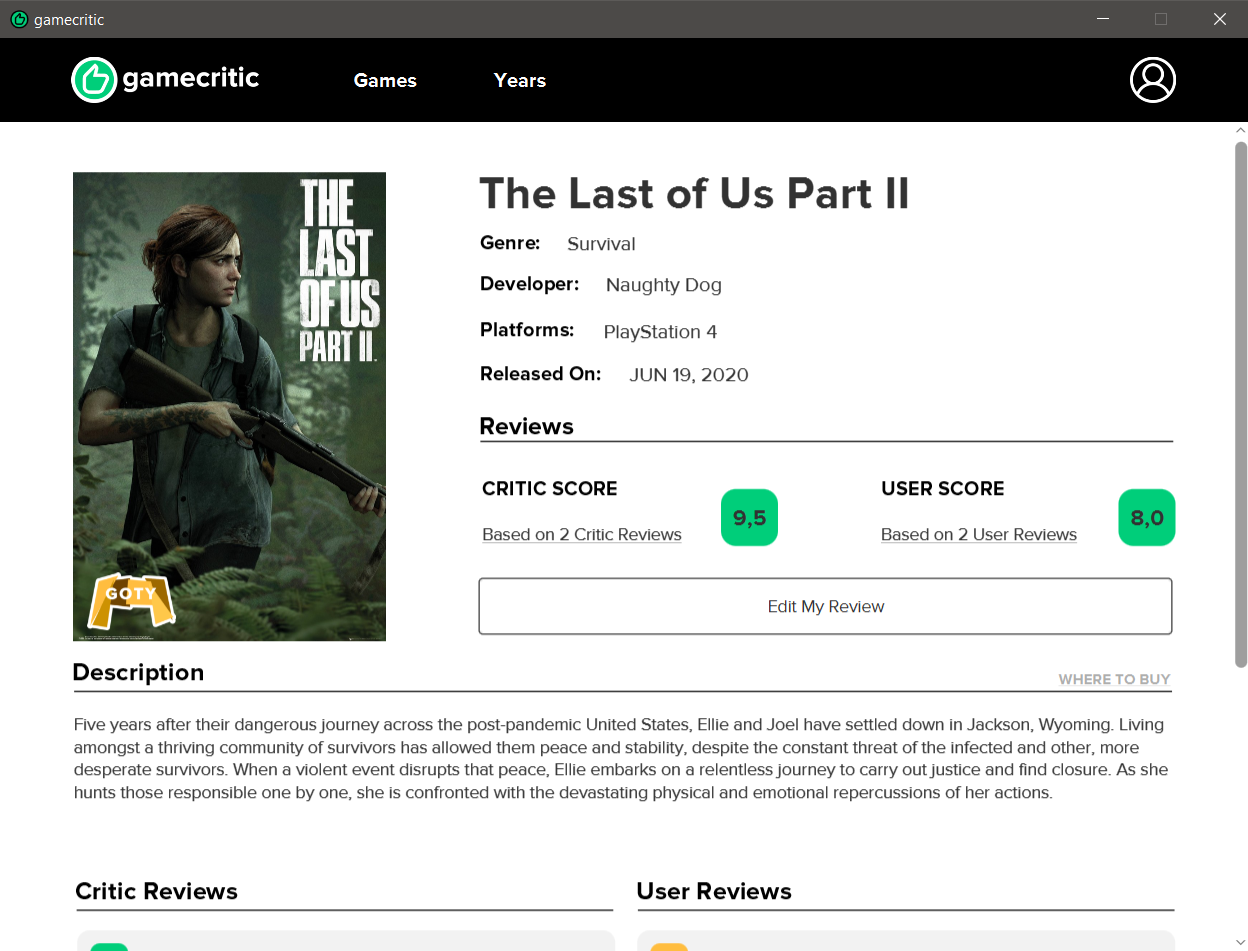 gamecritic
gamecritic
Games
Years
THE
LAST
OF US
PART II
GOTY
The Last of Us Part II
Genre: Survival
Developer: Naughty Dog
Platforms: PlayStation 4
Released On: JUN 19, 2020
Reviews
CRITIC SCORE
Based on 2 Critic Reviews
9,5
USER SCORE
Based on 2 User Reviews
8,0
Edit My Review
Description
WHERE TO BUY
Five years after their dangerous journey across the post-pandemic United States, Ellie and Joel have settled down in Jackson, Wyoming. Living
amongst a thriving community of survivors has allowed them peace and stability, despite the constant threat of the infected and other, more
desperate survivors. When a violent event disrupts that peace, Ellie embarks on a relentless journey to carry out justice and find closure. As she
hunts those responsible one by one, she is confronted with the devastating physical and emotional repercussions of her actions.
Critic Reviews
User Reviews